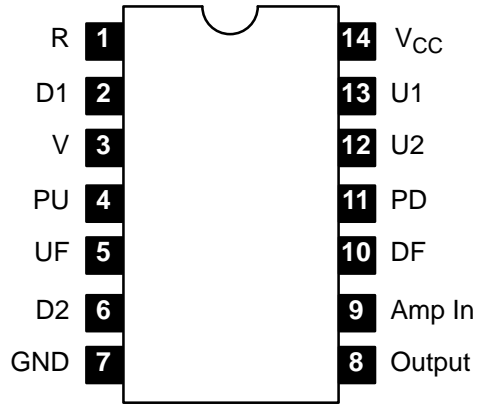 R 1 14 VCC
D1 2 13 U1
V 3 12 U2
PU 4 11 PD
UF 5 10 DF
D2 6 9 Amp In
GND 7 8 Output